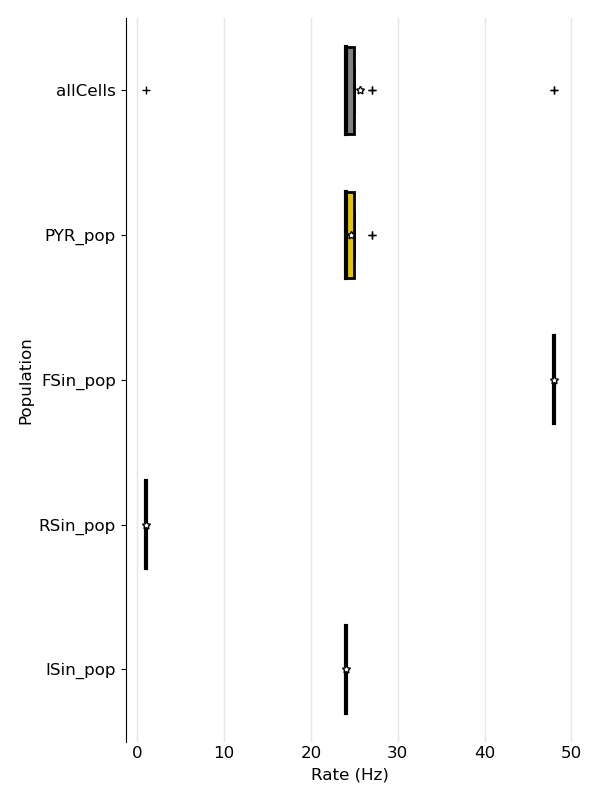 allCells
PYR_pop
FSin_pop
RSin_pop
ISin_pop
Population
0 10 20 30 40 50
Rate (Hz)